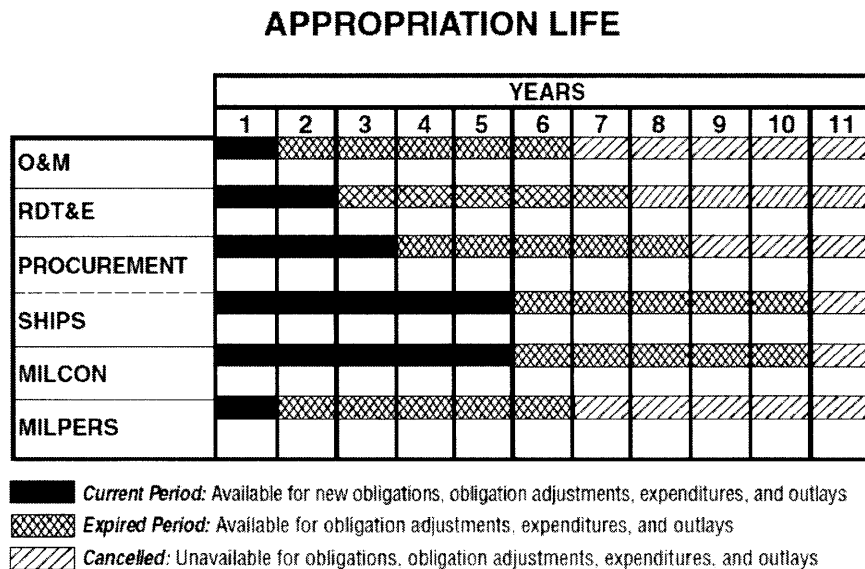 APPROPRIATION LIFE
YEARS
1 2 3 4 5 6 7 8 9 10 11
O&M
RDT&E
PROCUREMENT
SHIPS
MILCON
MILPERS
Current Period: Available for new obligations, obligation adjustments, expenditures, and outlays
Expired Period: Available for obligation adjustments, expenditures, and outlays
Cancelled: Unavailable for obligations, obligation adjustments, expenditures, and outlays